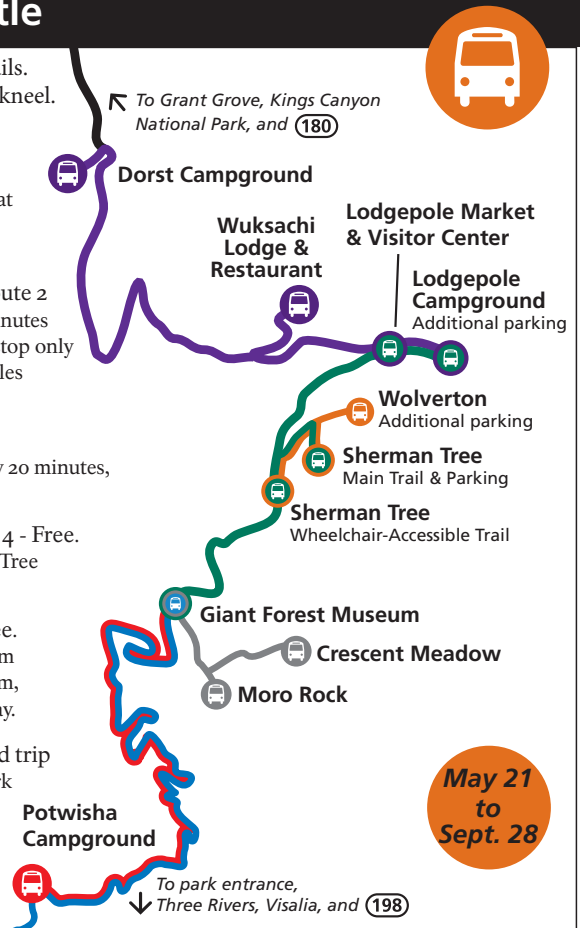 tle
ils.
kneel.
at
ute 2
nutes
top only
les
20 minutes,
4 - Free.
Tree
e.
m
m,
y.
d trip
rk
To Grant Grove, Kings Canyon
National Park, and 180
Dorst Campground
Wuksachi
Lodge &
Restaurant
Lodgepole Market
& Visitor Center
Lodgepole
Campground
Additional parking
Wolverton
Additional parking
Sherman Tree
Main Trail & Parking
Sherman Tree
Wheelchair-Accessible Trail
Giant Forest Museum
Crescent Meadow
Moro Rock
May 21
to
Sept. 28
Potwisha
Campground
To park entrance,
Three Rivers, Visalia, and 198